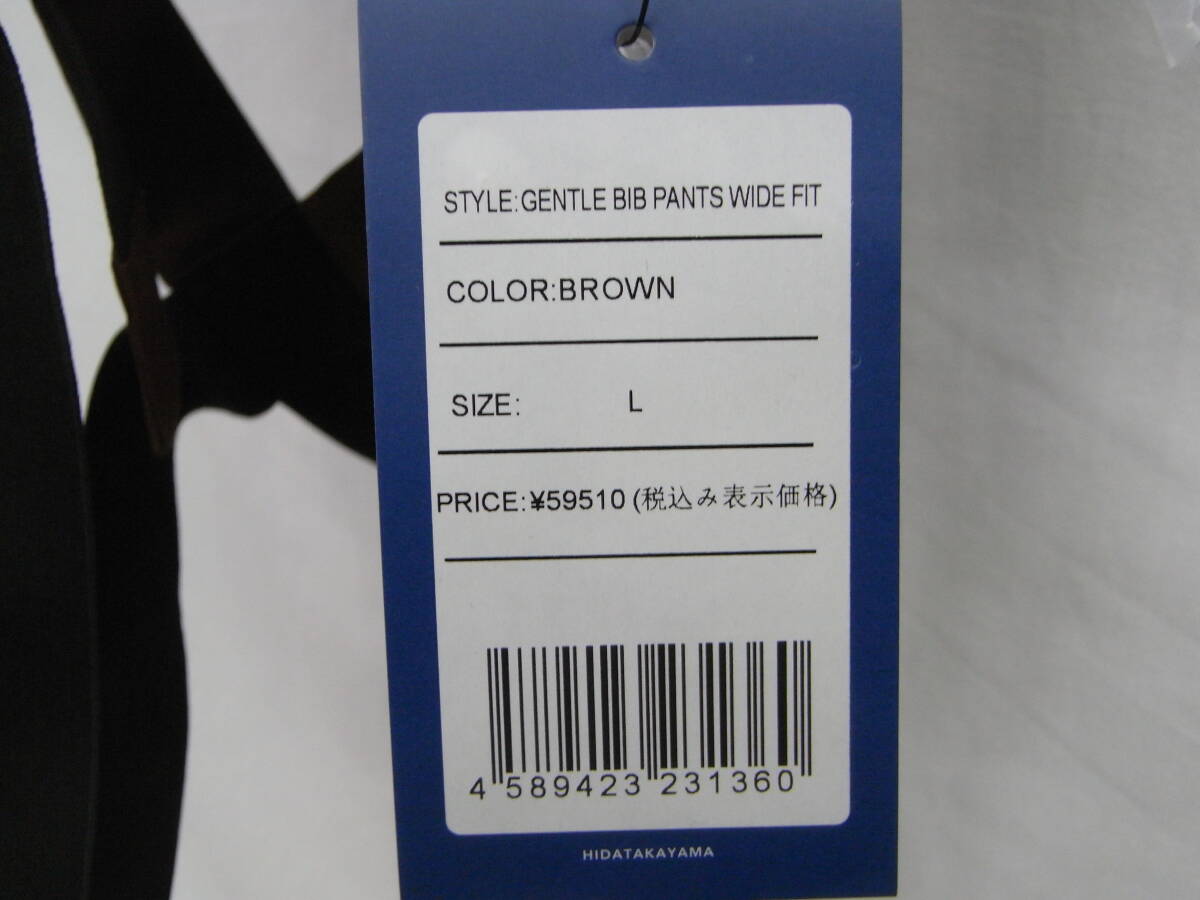 STYLE:GENTLE BIB PANTS WIDE FIT
COLOR:BROWN
SIZE: L
PRICE:¥59510 (税込み表示価格)
4 589423 231360
HIDATAKAYAMA